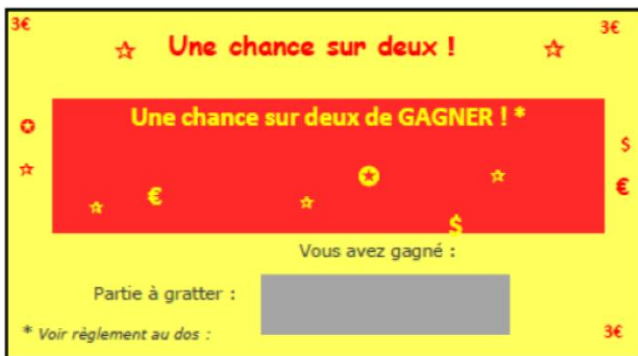 3€
3€
Une chance sur deux !
Une chance sur deux de GAGNER ! *
$
€
€
$
Vous avez gagné :
Partie à gratter :
* Voir règlement au dos :
3€